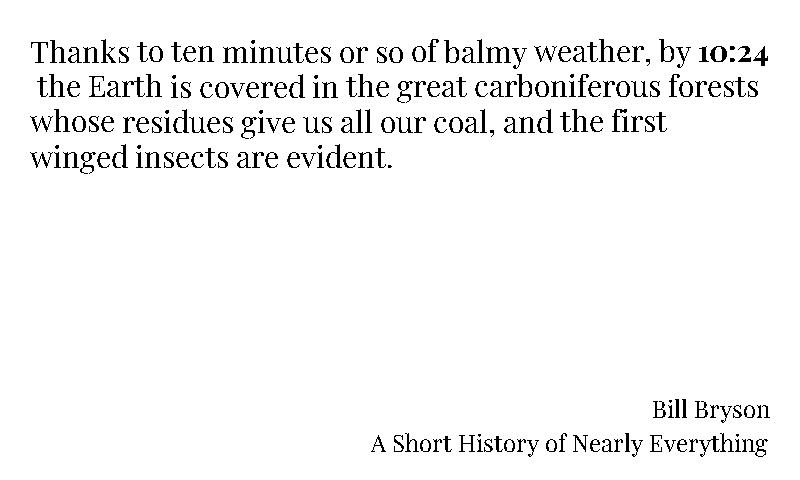 Thanks to ten minutes or so of balmy weather, by 10:24
the Earth is covered in the great carboniferous forests
whose residues give us all our coal, and the first
winged insects are evident.
Bill Bryson
A Short History of Nearly Everything